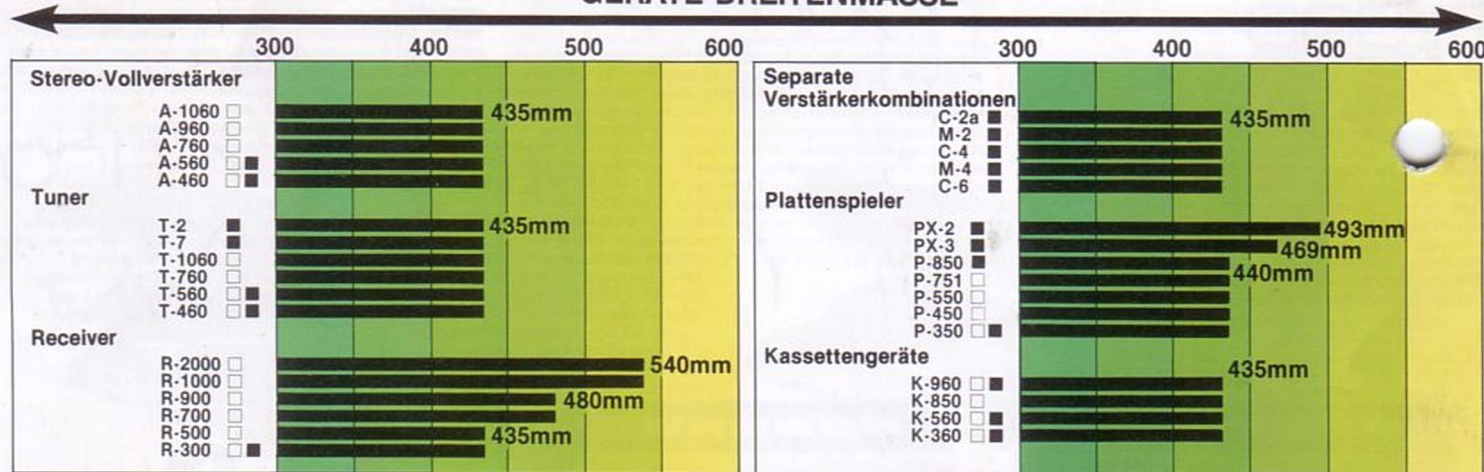 GERÄTE-BREITENMASSE
300 400 500 600
Stereo-Vollverstärker
A-1060 435mm
A-960
A-760
A-560
A-460
Tuner
T-2 435mm
T-7
T-1060
T-760
T-560
T-460
Receiver
R-2000 540mm
R-1000
R-900 480mm
R-700
R-500 435mm
R-300
300 400 500 600
Separate
Verstärkerkombinationen
C-2a 435mm
M-2
C-4
M-4
C-6
Plattenspieler
PX-2 493mm
PX-3 469mm
P-850
P-751 440mm
P-550
P-450
P-350
Kassettengeräte
435mm
K-960
K-850
K-560
K-360